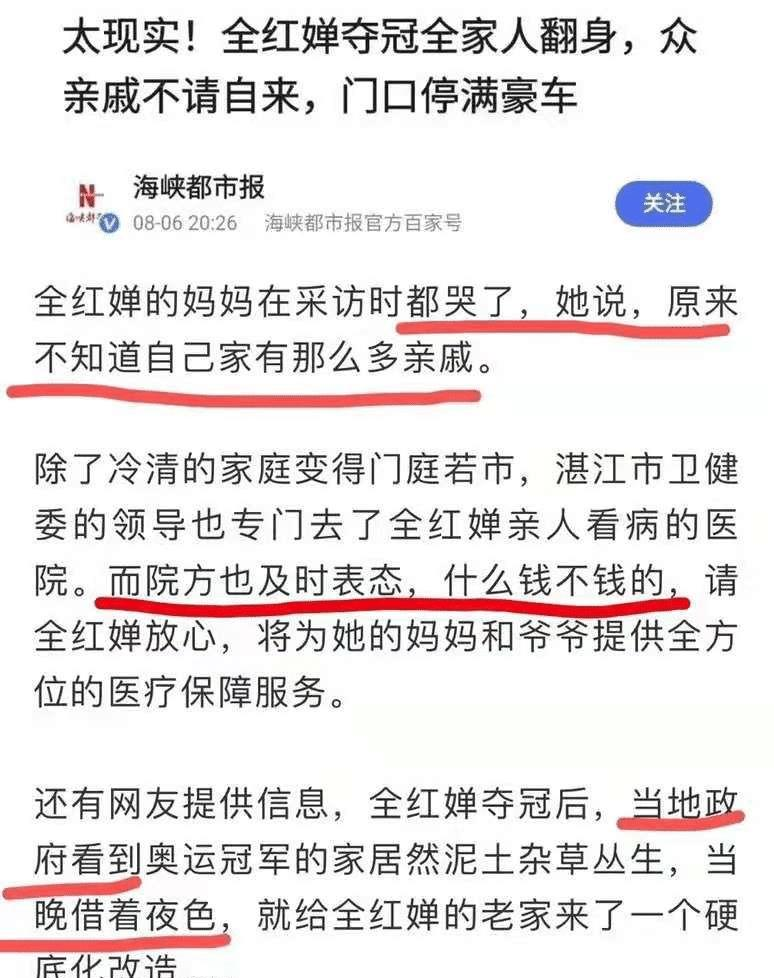 太现实！全红婵夺冠全家人翻身，众
亲戚不请自来，门口停满豪车
海峡都市报
关注
08-06 20:26 海峡都市报官方百家号
全红婵的妈妈在采访时都哭了，她说，原来
不知道自己家有那么多亲戚。
除了冷清的家庭变得门庭若市，湛江市卫健
委的领导也专门去了全红婵亲人看病的医
院。而院方也及时表态，什么钱不钱的，请
全红婵放心，将为她的妈妈和爷爷提供全方
位的医疗保障服务。
还有网友提供信息，全红婵夺冠后，当地政
府看到奥运冠军的家居然泥土杂草丛生，当
晚借着夜色，就给全红婵的老家来了一个硬
底化改造